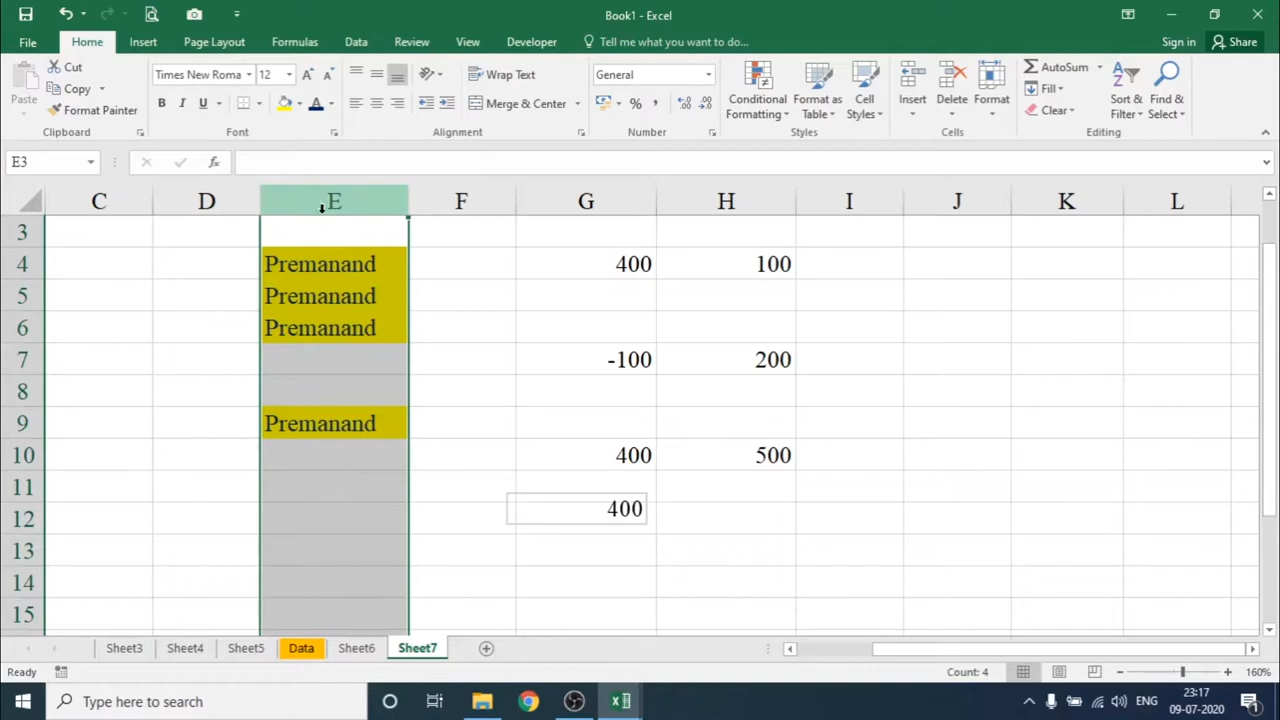 Book1 - Excel
File Home Insert Page Layout Formulas Data Review View Developer Tell me what you want to do... Sign in Share
Paste
Cut
Copy
Format Painter
Times New Roma 12
B I U
Wrap Text
Merge & Center
General
Conditional Formatting
Format as Table
Cell Styles
Insert
Delete
Format
AutoSum
Fill
Clear
Sort & Filter
Find & Select
Clipboard Font Alignment Number Styles Cells Editing
E3 fx
C D E F G H I J K L
3
4 Premanand 400 100
5 Premanand
6 Premanand
7 -100 200
8
9 Premanand
10 400 500
11
400
12
13
14
15
Sheet3 Sheet4 Sheet5 Data Sheet6 Sheet7
Ready Count: 4 160%
Type here to search ENG 23:17
09-07-2020 1